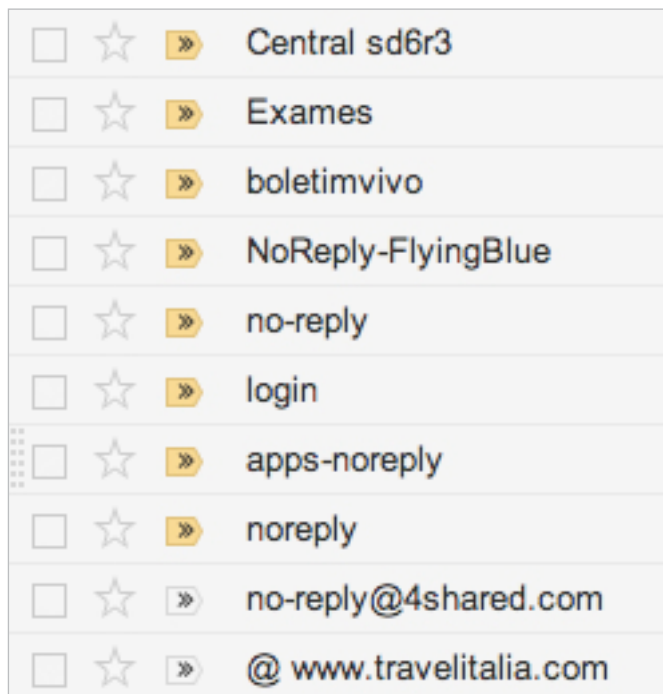 Central sd6r3
Exames
boletimvivo
NoReply-FlyingBlue
no-reply
login
apps-noreply
noreply
no-reply@4shared.com
@ www.travelitalia.com